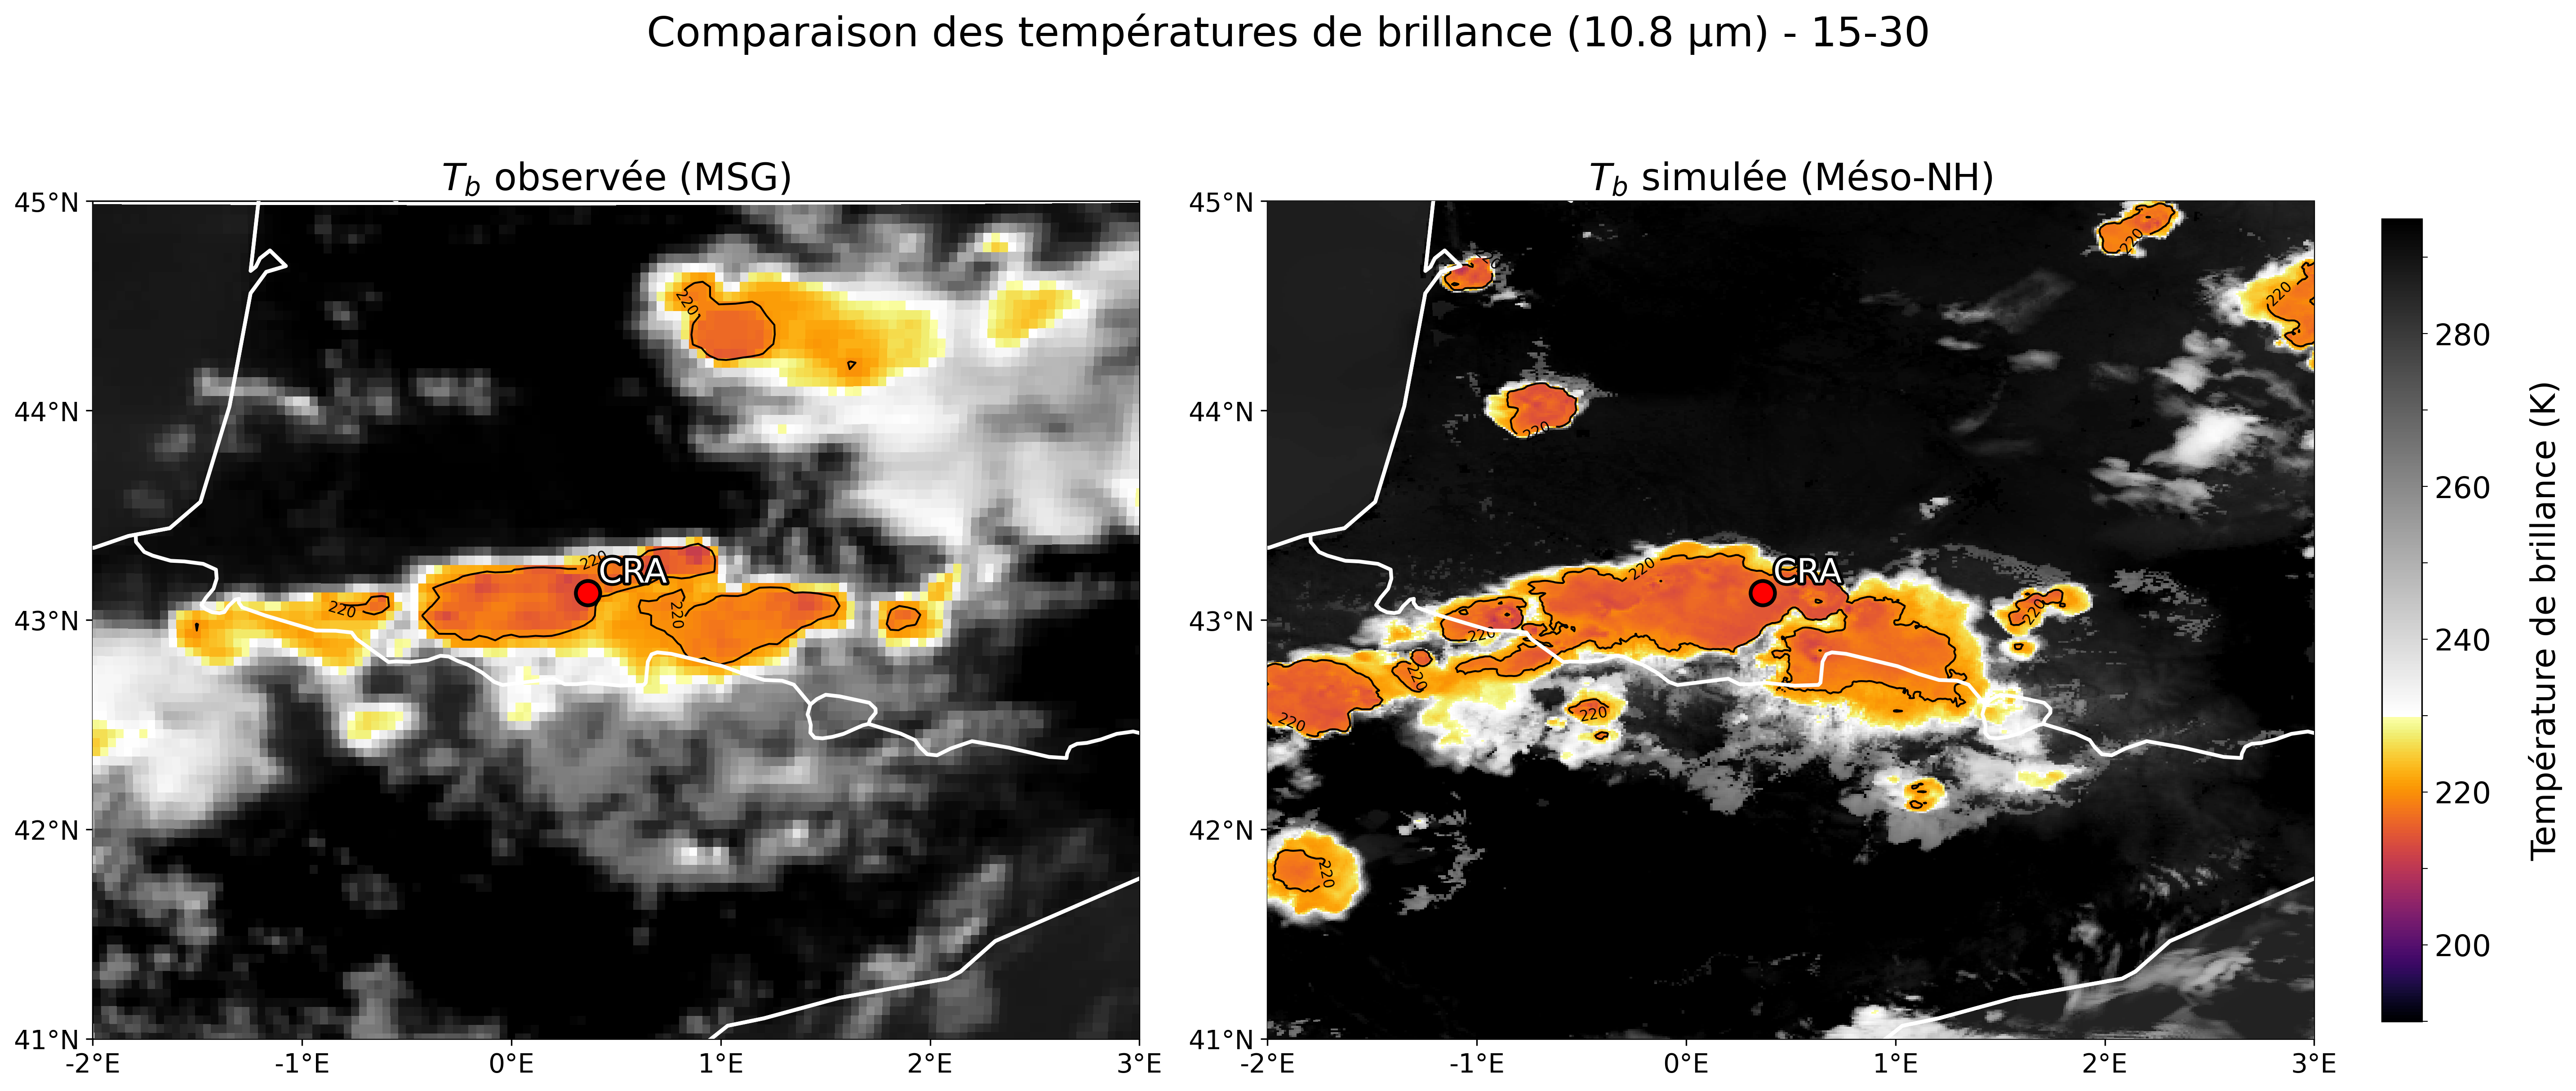 Comparaison des températures de brillance (10.8 µm) - 15-30
T_b observée (MSG)
45°N
44°N
43°N
42°N
41°N
-2°E
-1°E
0°E
1°E
2°E
3°E
220
220
220
220
CRA
T_b simulée (Méso-NH)
45°N
44°N
43°N
42°N
41°N
-2°E
-1°E
0°E
1°E
2°E
3°E
220
220
220
220
220
220
220
220
220
220
CRA
280
260
240
220
200
Température de brillance (K)